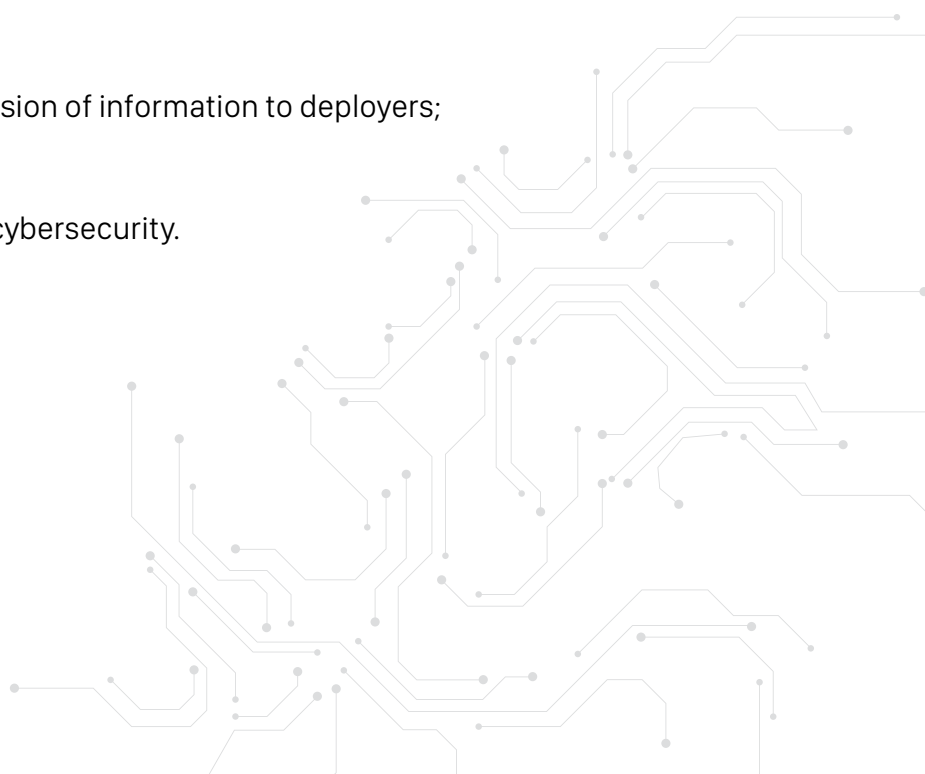 sion of information to deployers;
cybersecurity.